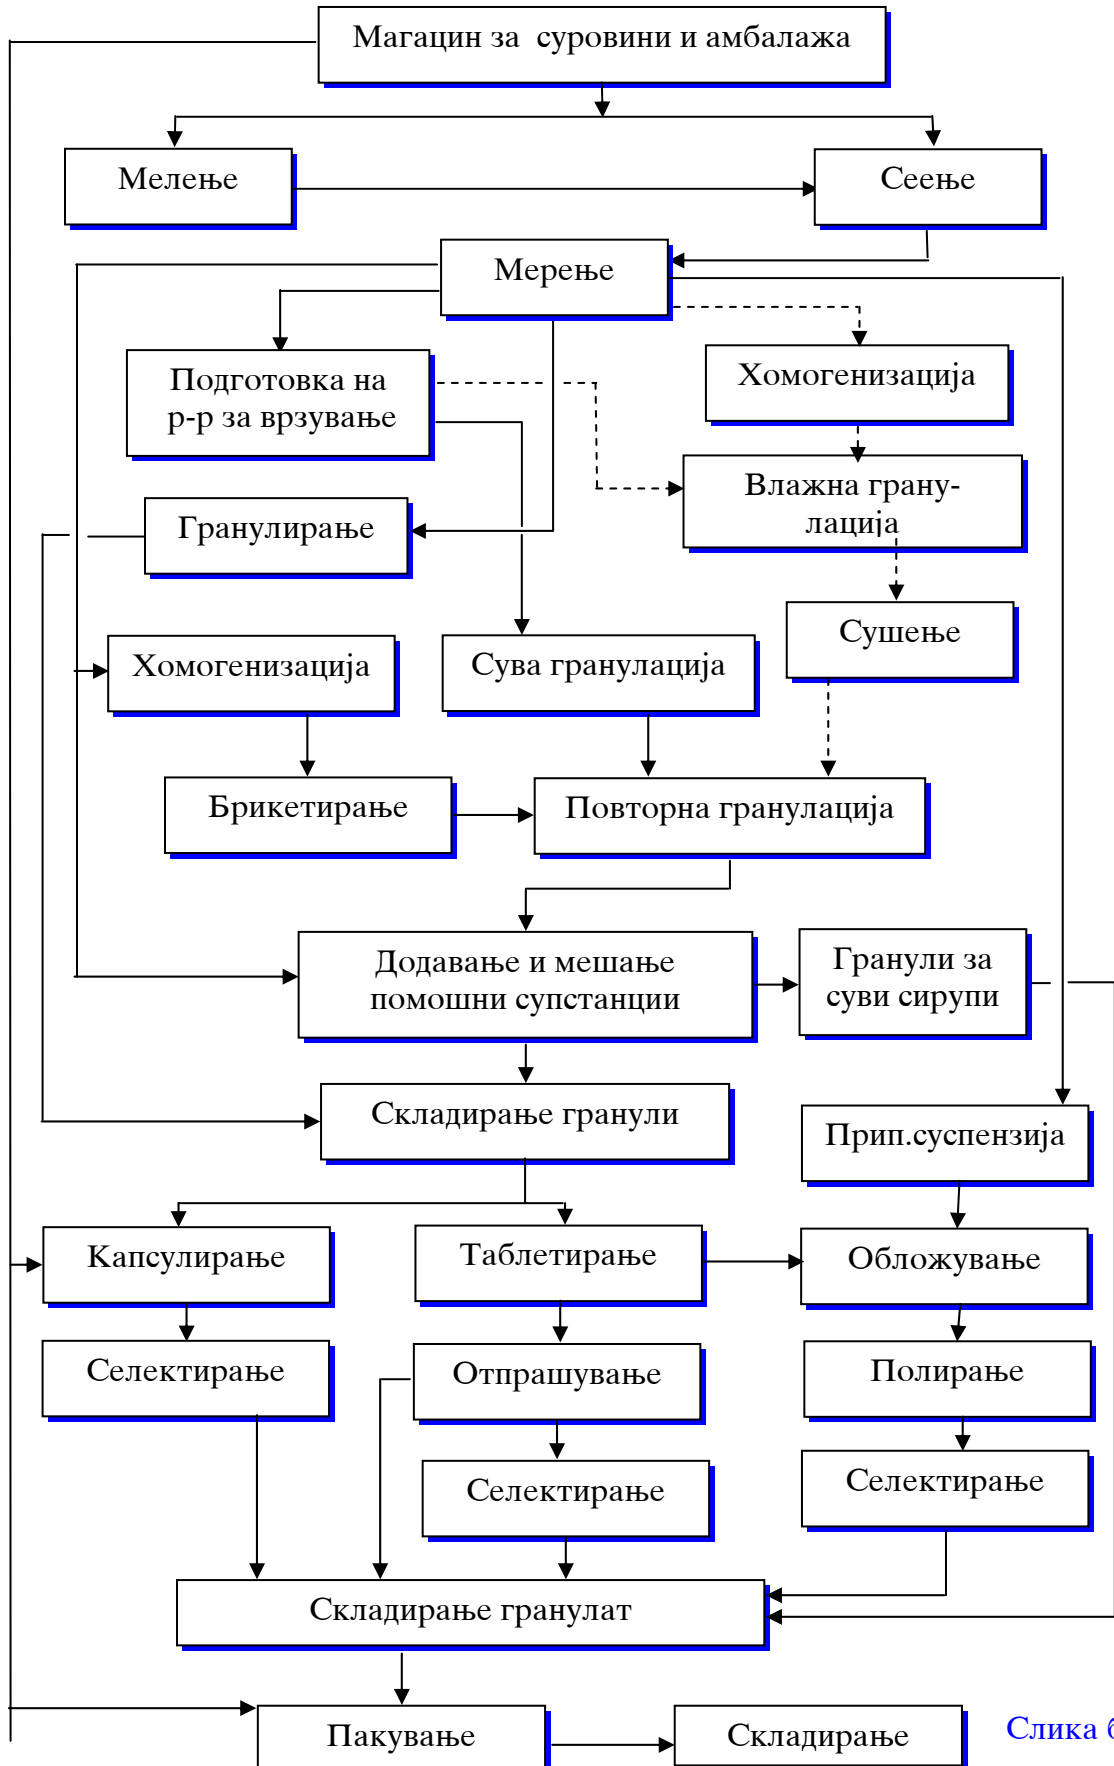 Магацин за суровини и амбалажа
Мелење
Сеење
Мерење
Подготовка на
р-р за врзување
Хомогенизација
Влажна грану-
лација
Гранулирање
Сушење
Хомогенизација
Сува гранулација
Брикетирање
Повторна гранулација
Додавање и мешање
помошни супстанции
Гранули за
суви сирупи
Складирање гранули
Прип.суспензија
Капсулирање
Таблетирање
Обложување
Селектирање
Отпрашување
Полирање
Селектирање
Селектирање
Складирање гранулат
Пакување
Складирање
Слика б